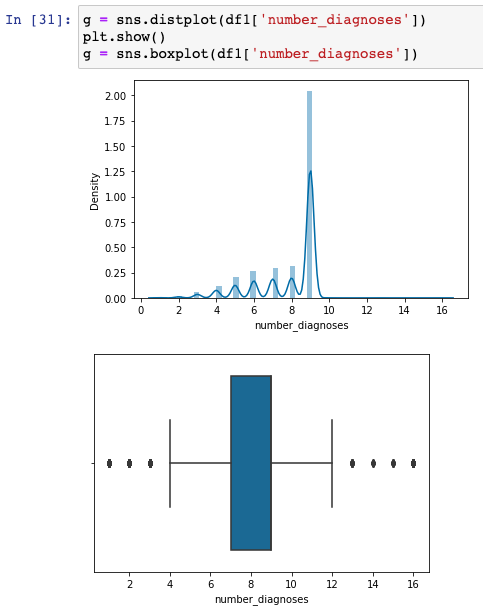 In [31]: g = sns.distplot(df1['number_diagnoses'])
plt.show()
g = sns.boxplot(df1['number_diagnoses'])
2.00
1.75
1.50
1.25
1.00
0.75
0.50
0.25
0.00
Density
0 2 4 6 8 10 12 14 16
number_diagnoses
2 4 6 8 10 12 14 16
number_diagnoses